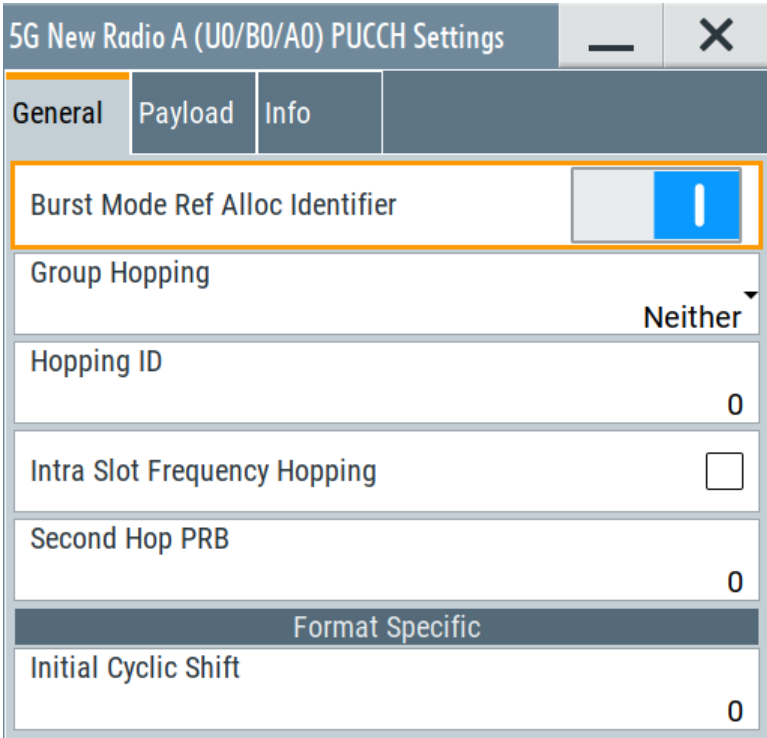 5G New Radio A (U0/B0/A0) PUCCH Settings
General Payload Info
Burst Mode Ref Alloc Identifier
Group Hopping
Neither
Hopping ID
0
Intra Slot Frequency Hopping
Second Hop PRB
0
Format Specific
Initial Cyclic Shift
0